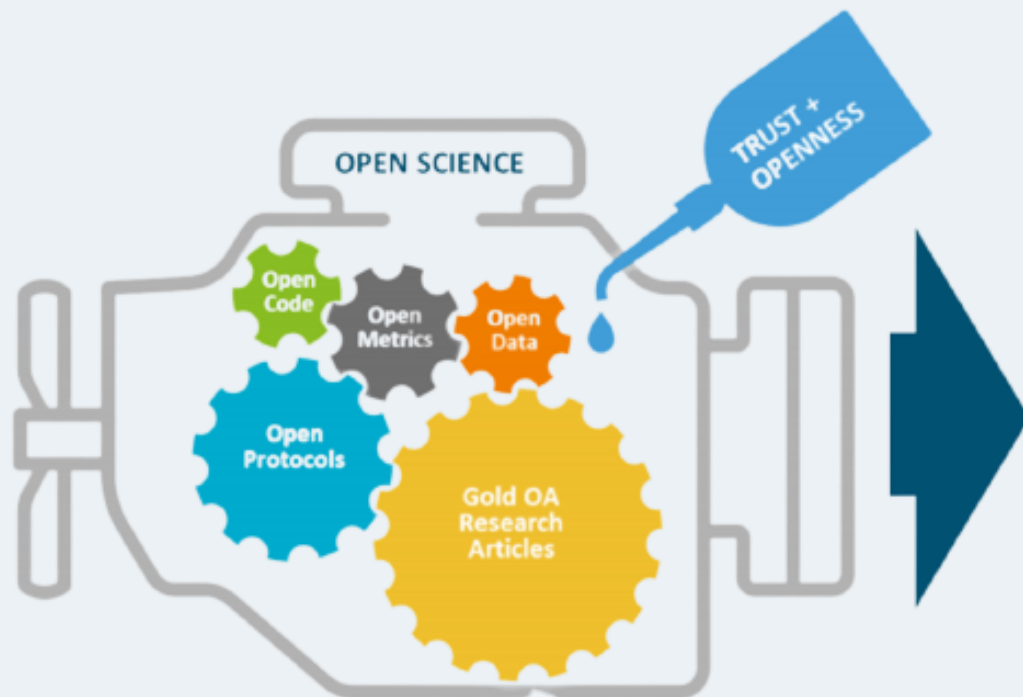 OPEN SCIENCE
TRUST +
OPENNESS
Open
Code
Open
Metrics
Open
Data
Open
Protocols
Gold OA
Research
Articles